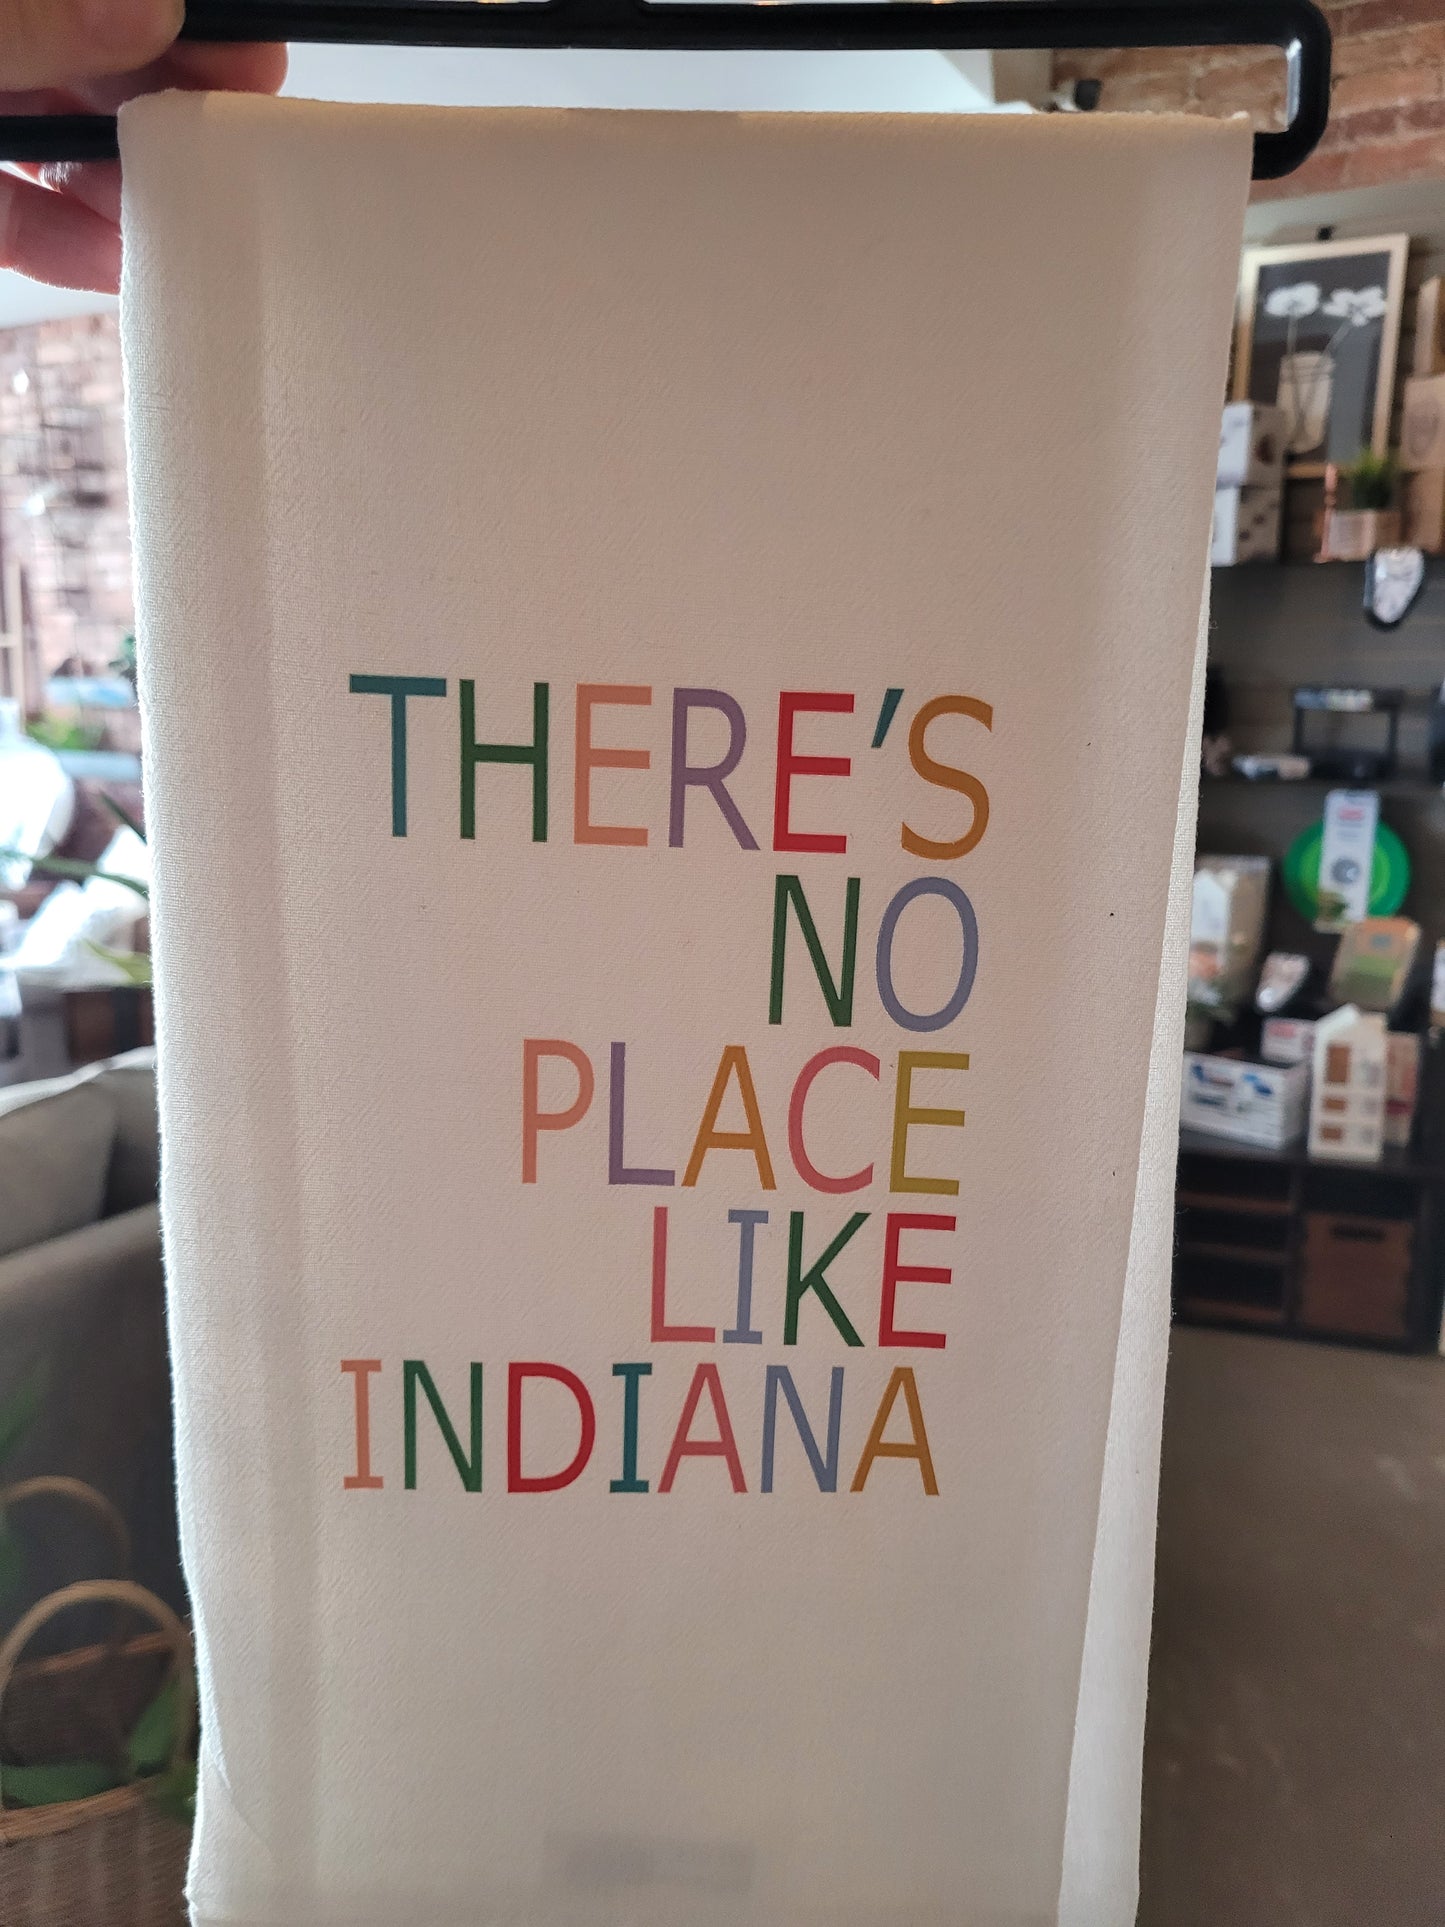 THERE'S
NO
PLACE
LIKE
INDIANA